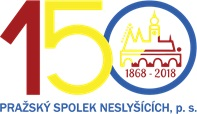 150
1868 - 2018
PRAŽSKÝ SPOLEK NESLYŠÍCÍCH, p. s.